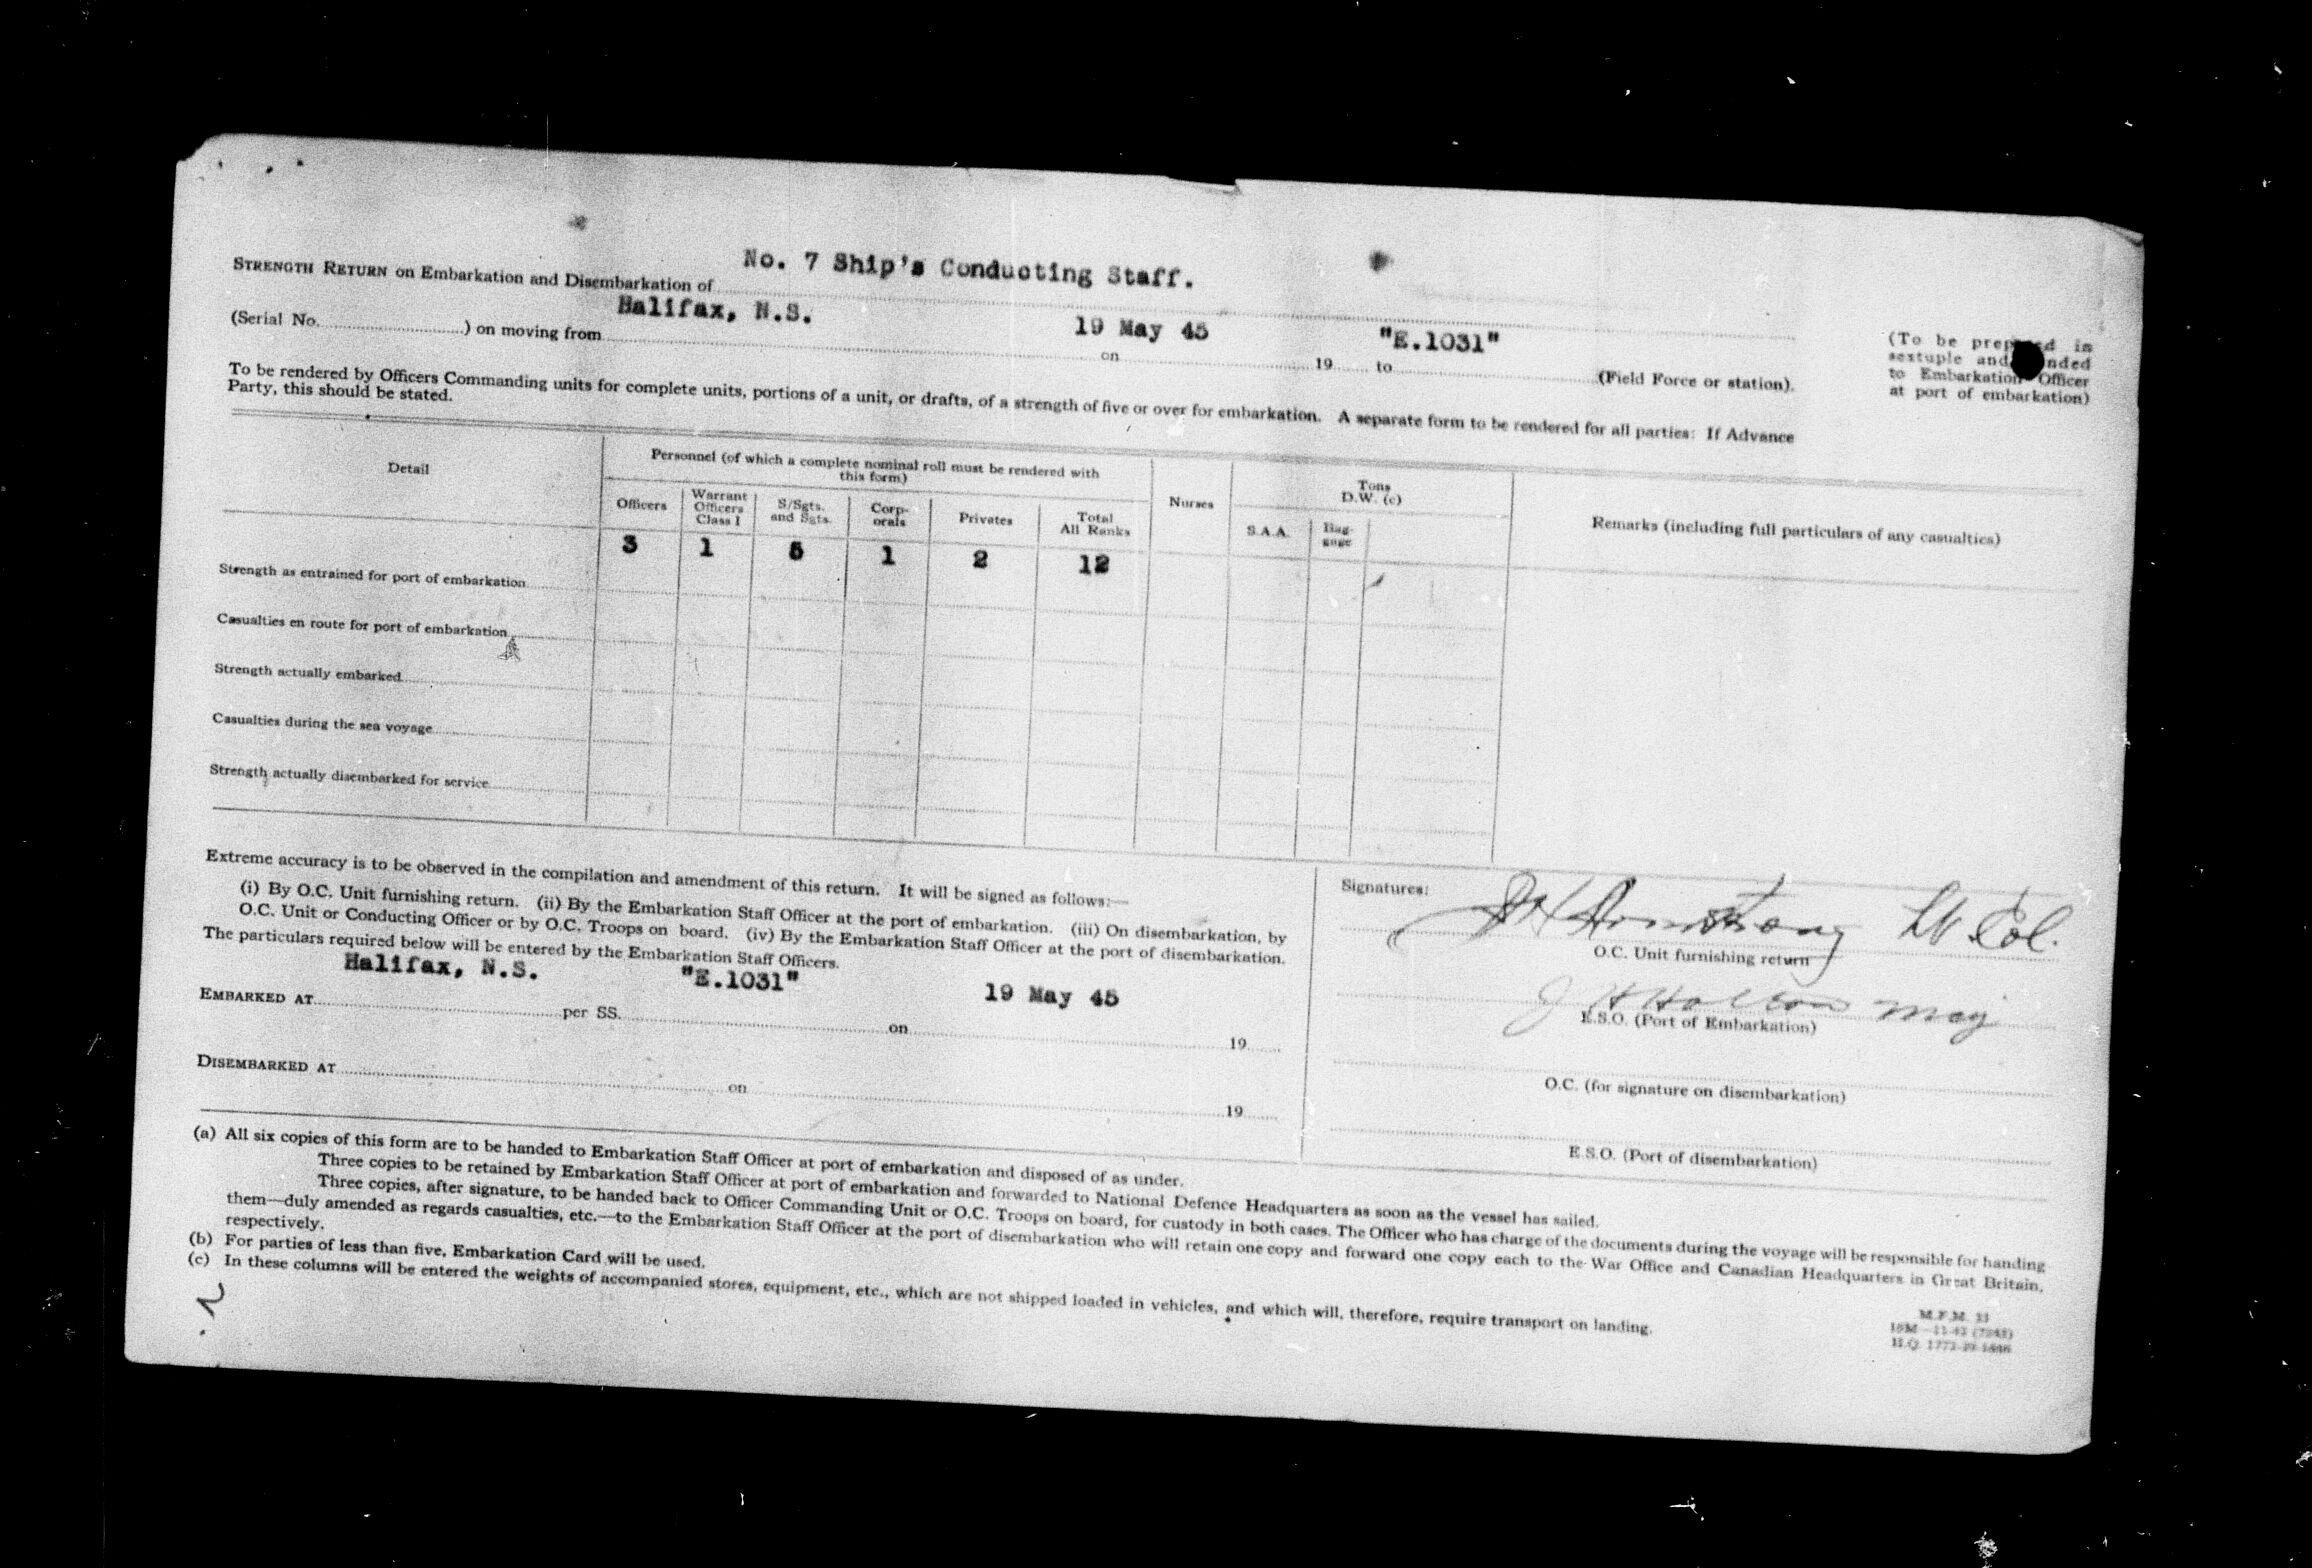 No. 7 Ship's Conducting Staff.
STRENGTH RETURN on Embarkation and Disembarkation of
Halifax, N.S. 19 May 45 "E.1031"
(Serial No. ) on moving from on 19 to (Field Force or station).
(To be prepared in
sextuple and handed
to Embarkation Officer
at port of embarkation)
To be rendered by Officers Commanding units for complete units, portions of a unit, or drafts, of a strength of five or over for embarkation. A separate form to be rendered for all parties: If Advance
Party, this should be stated.
Detail
Personnel (of which a complete nominal roll must be rendered with
this form)
Officers
Warrant
Officers
Class I
S/Sgts.
and Sgts.
Corp-
orals
Privates
Total
All Ranks
Nurses
Tons
D.W. (c)
S.A.A.
Bag-
gage
Remarks (including full particulars of any casualties)
3 1 5 1 2 12
Strength as entrained for port of embarkation
Casualties en route for port of embarkation
Strength actually embarked
Casualties during the sea voyage
Strength actually disembarked for service
Extreme accuracy is to be observed in the compilation and amendment of this return. It will be signed as follows:—
(i) By O.C. Unit furnishing return. (ii) By the Embarkation Staff Officer at the port of embarkation. (iii) On disembarkation, by
O.C. Unit or Conducting Officer or by O.C. Troops on board. (iv) By the Embarkation Staff Officer at the port of disembarkation.
The particulars required below will be entered by the Embarkation Staff Officers.
Halifax, N.S. "E.1031" 19 May 45
EMBARKED AT per SS. on 19
DISEMBARKED AT on 19
Signatures:
Armstrong Lt Col.
O.C. Unit furnishing return
Maj
E.S.O. (Port of Embarkation)
O.C. (for signature on disembarkation)
E.S.O. (Port of disembarkation)
(a) All six copies of this form are to be handed to Embarkation Staff Officer at port of embarkation and disposed of as under.
Three copies to be retained by Embarkation Staff Officer at port of embarkation and forwarded to National Defence Headquarters as soon as the vessel has sailed.
Three copies, after signature, to be handed back to Officer Commanding Unit or O.C. Troops on board, for custody in both cases. The Officer who has charge of the documents during the voyage will be responsible for handing
them—duly amended as regards casualties, etc.—to the Embarkation Staff Officer at the port of disembarkation who will retain one copy and forward one copy each to the War Office and Canadian Headquarters in Great Britain,
respectively.
(b) For parties of less than five, Embarkation Card will be used.
(c) In these columns will be entered the weights of accompanied stores, equipment, etc., which are not shipped loaded in vehicles, and which will, therefore, require transport on landing.
M.F.M. 33